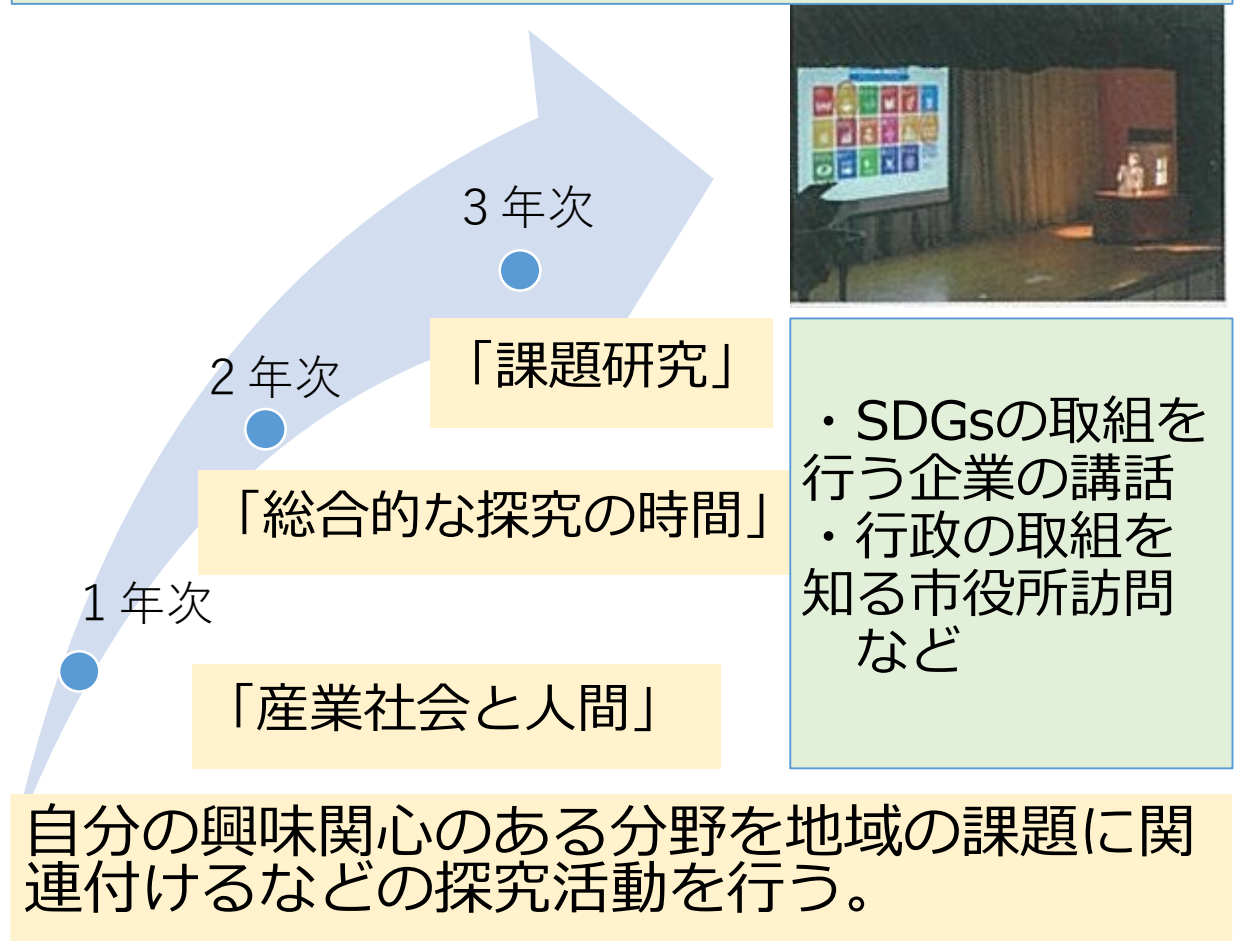 3年次
「課題研究」
2年次
「総合的な探究の時間」
1年次
「産業社会と人間」
・SDGsの取組を
行う企業の講話
・行政の取組を
知る市役所訪問
など
自分の興味関心のある分野を地域の課題に関
連付けるなどの探究活動を行う。